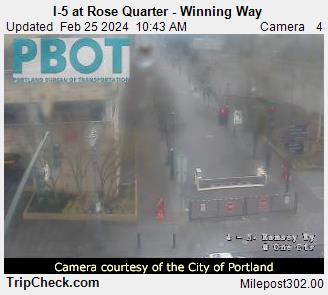 I-5 at Rose Quarter - Winning Way
Updated Feb 25 2024 10:43 AM Camera 4
PBOT
PORTLAND BUREAU OF TRANSPORTATION
Camera courtesy of the City of Portland
TripCheck.com Milepost302.00